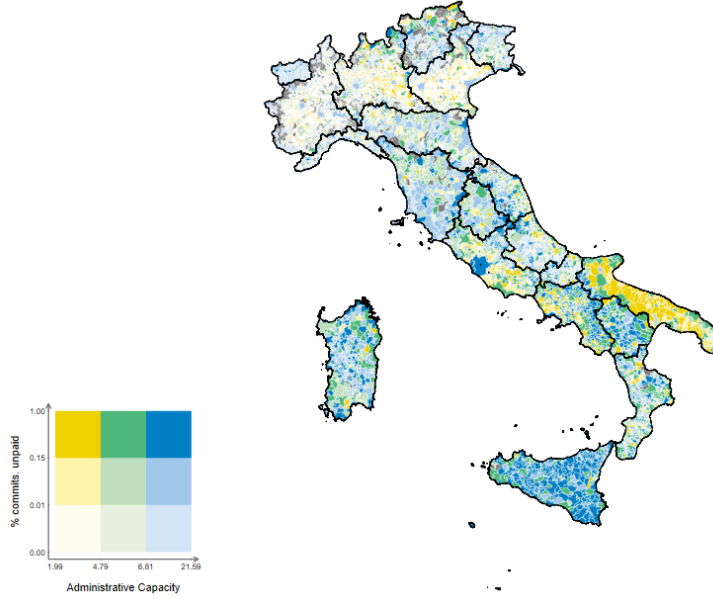 1.00
0.15
0.01
0.00
% commits. unpaid
1.99 4.79 6.81 21.59
Administrative Capacity